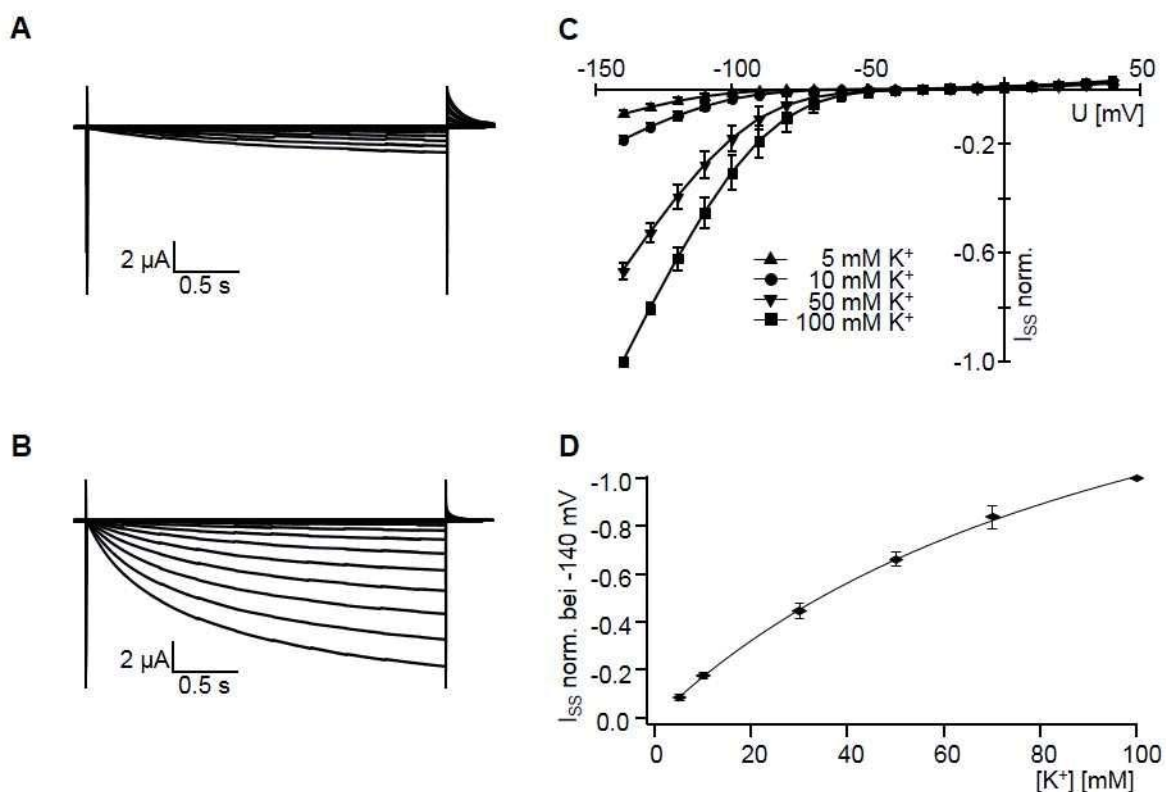 A
2 µA
0.5 s
B
2 µA
0.5 s
C
-150
-100
-50
50
U [mV]
-0.2
-0.6
-1.0
I_SS norm.
5 mM K⁺
10 mM K⁺
50 mM K⁺
100 mM K⁺
D
I_SS norm. bei -140 mV
-1.0
-0.8
-0.6
-0.4
-0.2
0.0
0
20
40
60
80
100
[K⁺] [mM]